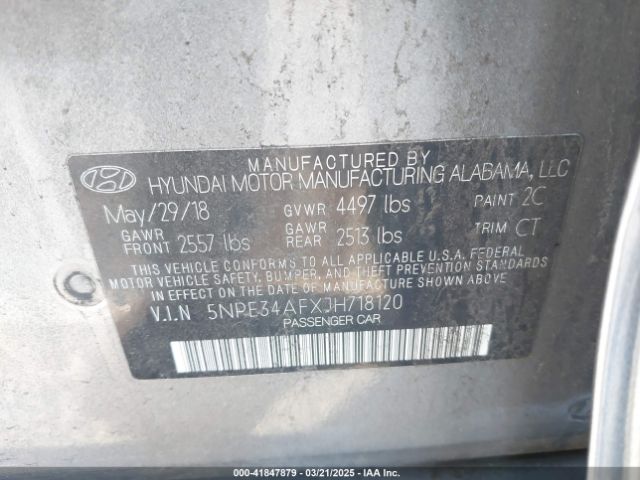 MANUFACTURED BY
HYUNDAI MOTOR MANUFACTURING ALABAMA, LLC
May/29/18 GVWR 4497 lbs PAINT 2C
GAWR FRONT 2557 lbs GAWR REAR 2513 lbs TRIM CT
THIS VEHICLE CONFORMS TO ALL APPLICABLE U.S.A. FEDERAL
MOTOR VEHICLE SAFETY, BUMPER, AND THEFT PREVENTION STANDARDS
IN EFFECT ON THE DATE OF MANUFACTURE SHOWN ABOVE
V.I.N 5NPE34AFXJH718120
PASSENGER CAR
000-41847879 — 03/21/2025 — IAAI.COM